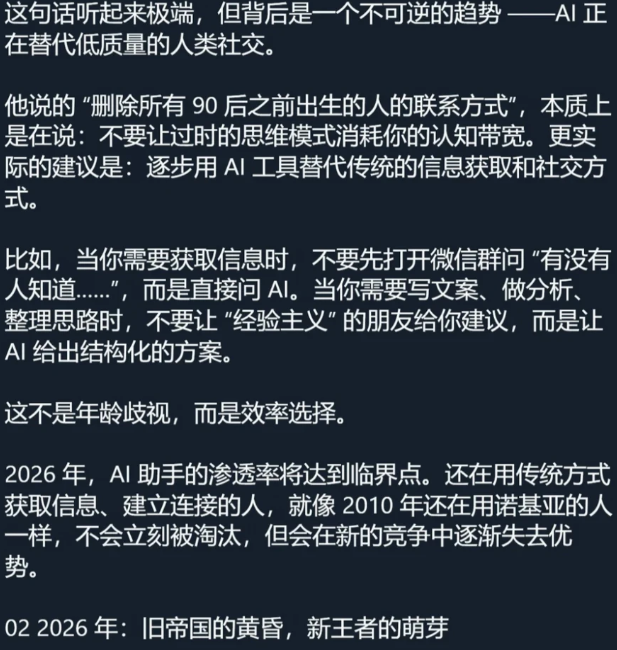 这句话听起来极端，但背后是一个不可逆的趋势 ——AI 正
在替代低质量的人类社交。
他说的 “删除所有 90 后之前出生的人的联系方式”，本质上
是在说：不要让过时的思维模式消耗你的认知带宽。更实
际的建议是：逐步用 AI 工具替代传统的信息获取和社交方
式。
比如，当你需要获取信息时，不要先打开微信群问 “有没有
人知道……”，而是直接问 AI。当你需要写文案、做分析、
整理思路时，不要让 “经验主义” 的朋友给你建议，而是让
AI 给出结构化的方案。
这不是年龄歧视，而是效率选择。
2026 年，AI 助手的渗透率将达到临界点。还在用传统方式
获取信息、建立连接的人，就像 2010 年还在用诺基亚的人
一样，不会立刻被淘汰，但会在新的竞争中逐渐失去优
势。
02 2026 年：旧帝国的黄昏，新王者的萌芽